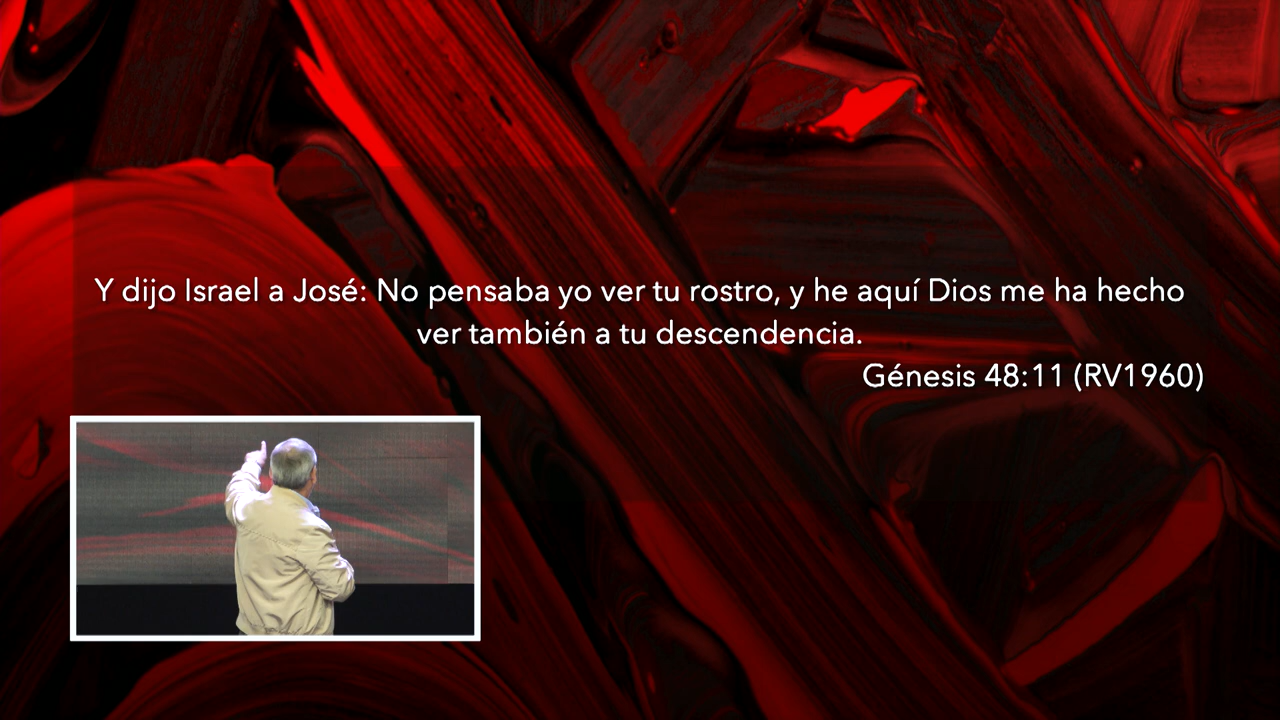 Y dijo Israel a José: No pensaba yo ver tu rostro, y he aquí Dios me ha hecho
ver también a tu descendencia.
Génesis 48:11 (RV1960)